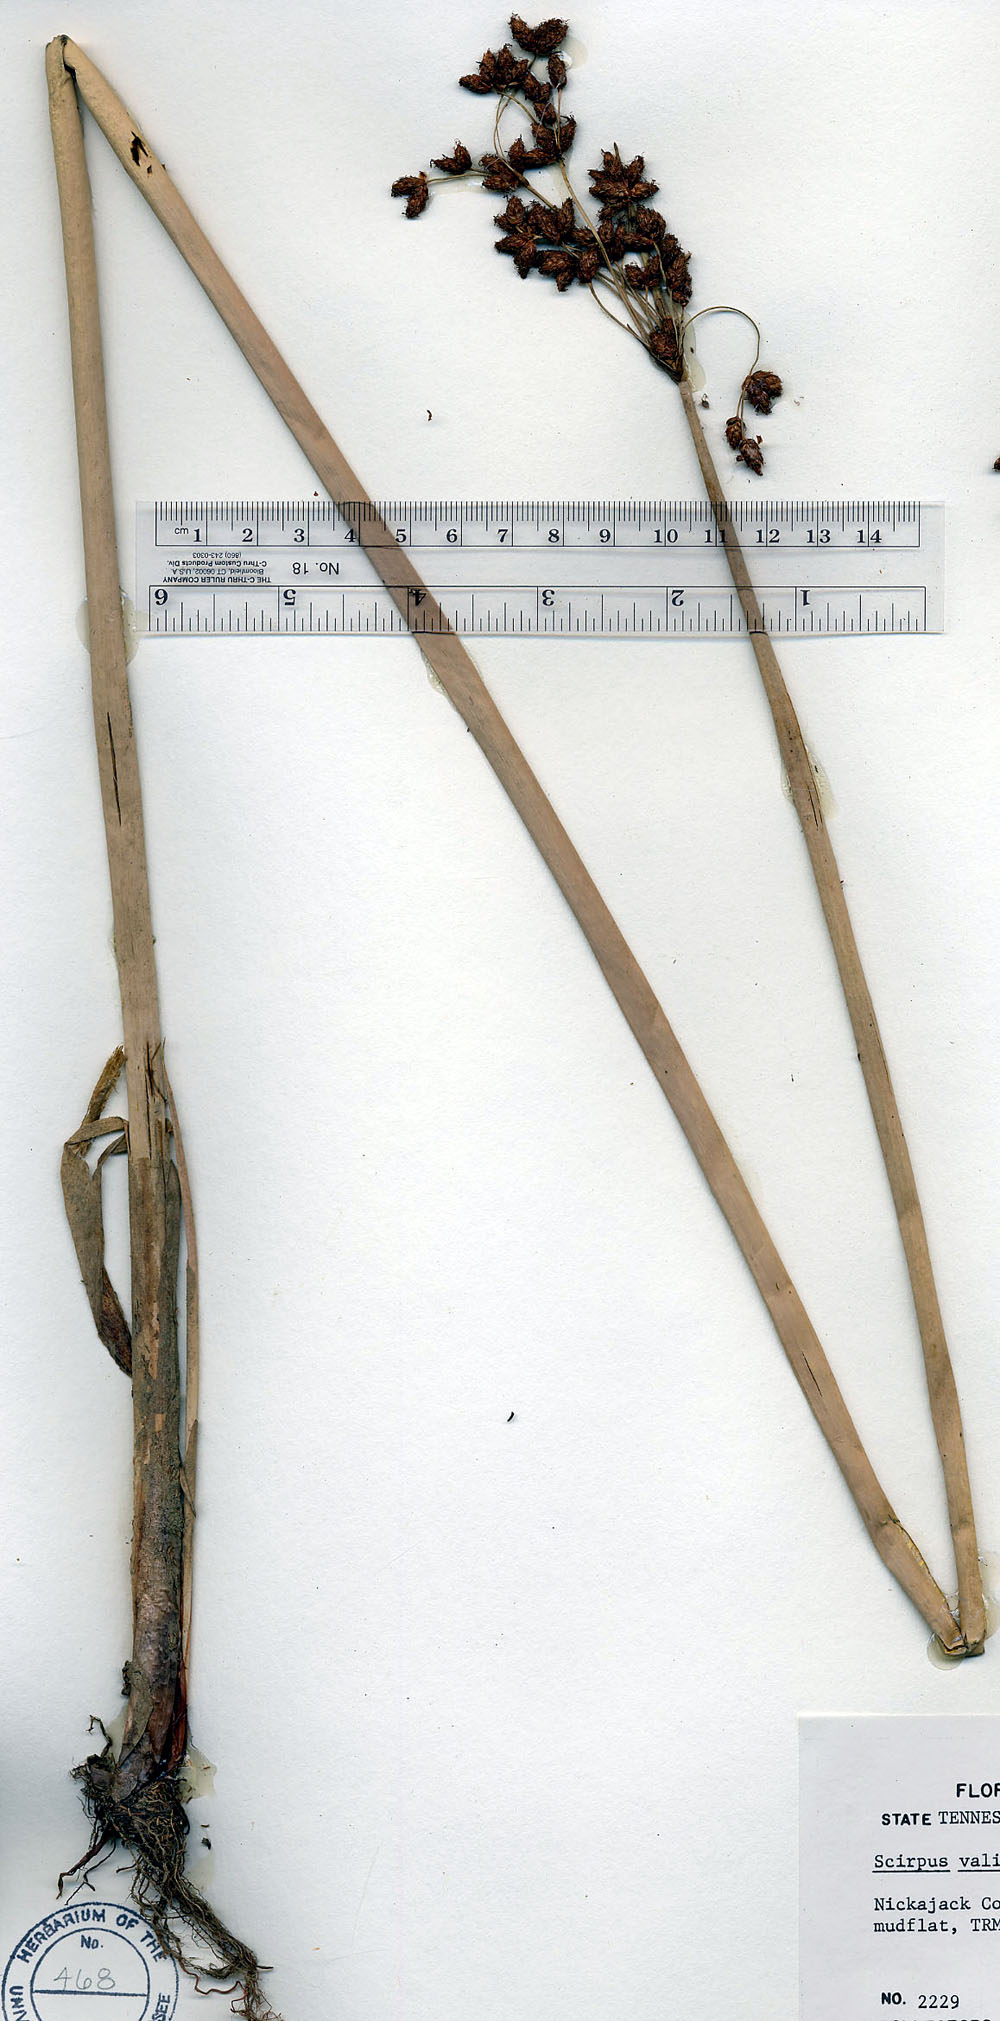 cm 1 2 3 4 5 6 7 8 9 10 11 12 13 14
THE C-THRU RULER COMPANY
C-Thru Custom Products Div.
Bloomfield, CT 06002, U.S.A.
(860) 243-0303
No. 18
6 5 4 3 2 1
FLOR
STATE TENNES
Scirpus vali
Nickajack Co
mudflat, TRM
NO. 2229
HERBARIUM OF THE
No.
468